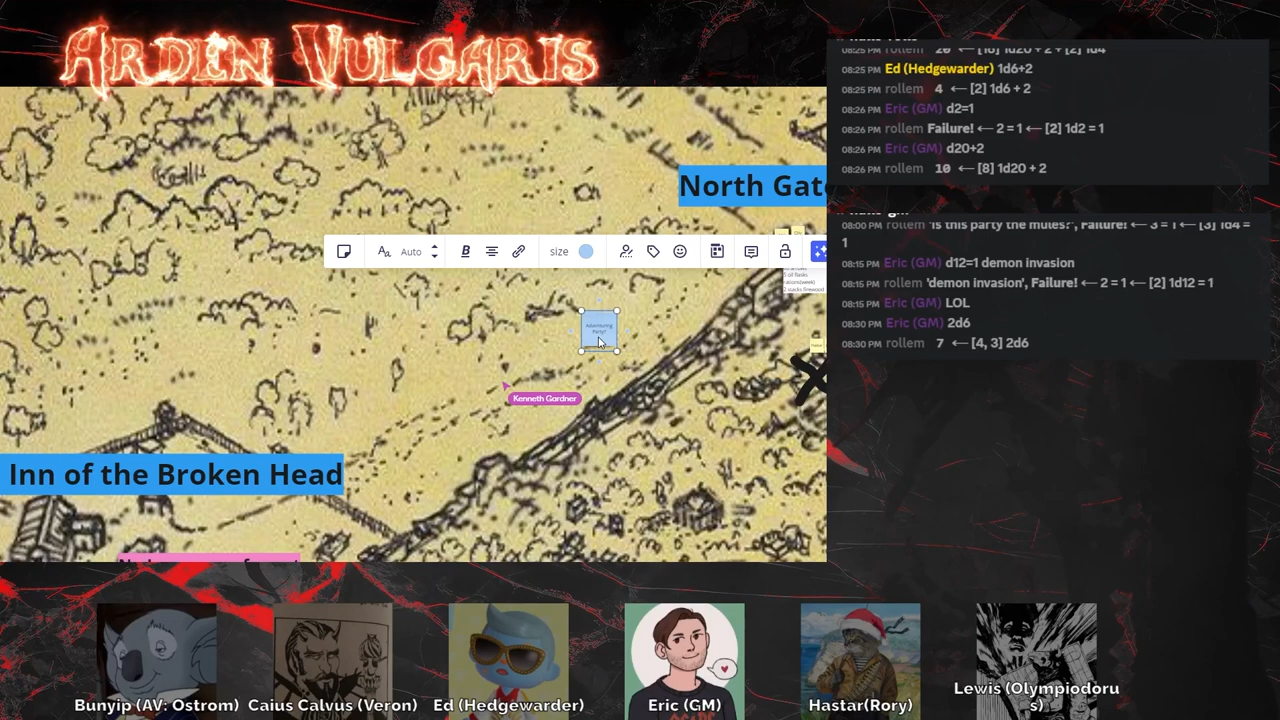 ARDEN VULGARIS
North Gat
Auto
B
size
2 stacks firewood
Adventuring
Party?
Kenneth Gardner
Inn of the Broken Head
08:25 PM rollem 20 ⟵ [16] 1d20 + 2 + [2] 1d4
08:25 PM Ed (Hedgewarder) 1d6+2
08:25 PM rollem 4 ⟵ [2] 1d6 + 2
08:26 PM Eric (GM) d2=1
08:26 PM rollem Failure! ⟵ 2 = 1 ⟵ [2] 1d2 = 1
08:26 PM Eric (GM) d20+2
08:26 PM rollem 10 ⟵ [8] 1d20 + 2
08:00 PM rollem 'is this party the mules?', Failure! ⟵ 3 = 1 ⟵ [3] 1d4 =
1
08:15 PM Eric (GM) d12=1 demon invasion
08:15 PM rollem 'demon invasion', Failure! ⟵ 2 = 1 ⟵ [2] 1d12 = 1
08:15 PM Eric (GM) LOL
08:30 PM Eric (GM) 2d6
08:30 PM rollem 7 ⟵ [4, 3] 2d6
Bunyip (AV: Ostrom)
Caius Calvus (Veron)
Ed (Hedgewarder)
Eric (GM)
Hastar(Rory)
Lewis (Olympiodoru
s)